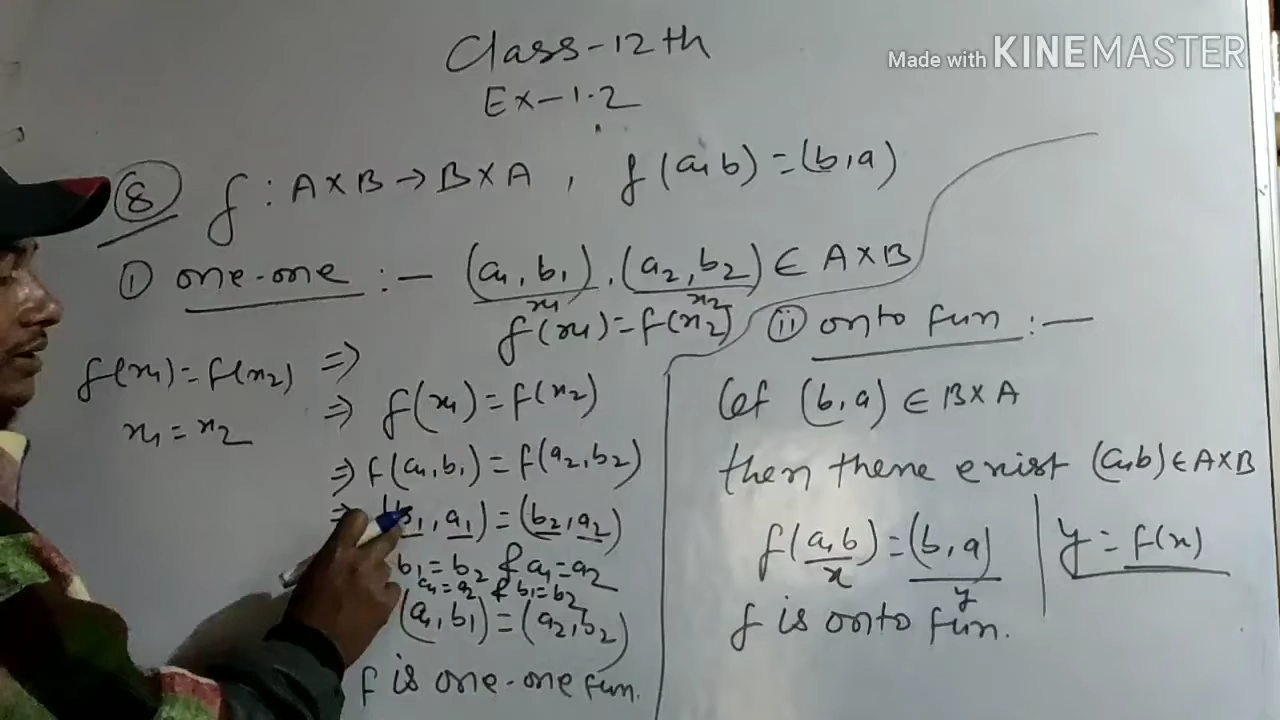 Class-12th
Made with KINEMASTER
Ex-1.2
⑧ f : A×B→B×A , f(a,b)=(b,a)
① one-one :- (a₁,b₁),(a₂,b₂)∈A×B
x₁ x₂
f(x₁)=f(x₂)
f(x₁)=f(x₂) ⇒
x₁=x₂
⇒ f(x₁)=f(x₂)
⇒ f(a₁,b₁)=f(a₂,b₂)
⇒ (b₁,a₁)=(b₂,a₂)
b₁=b₂ & a₁=a₂
a₁=a₂ & b₁=b₂
(a₁,b₁)=(a₂,b₂)
f is one-one fun.
ⅱ onto fun :-
Let (b,a)∈B×A
then there exist (a,b)∈A×B
f(a,b)=(b,a)
x y
y=f(x)
f is onto fun.